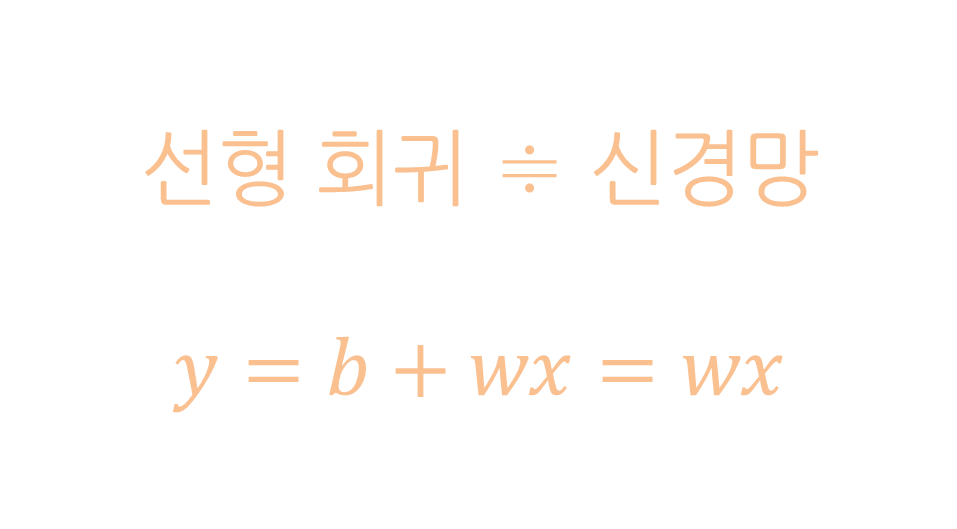 선형 회귀 ≑ 신경망
y = b + wx = wx